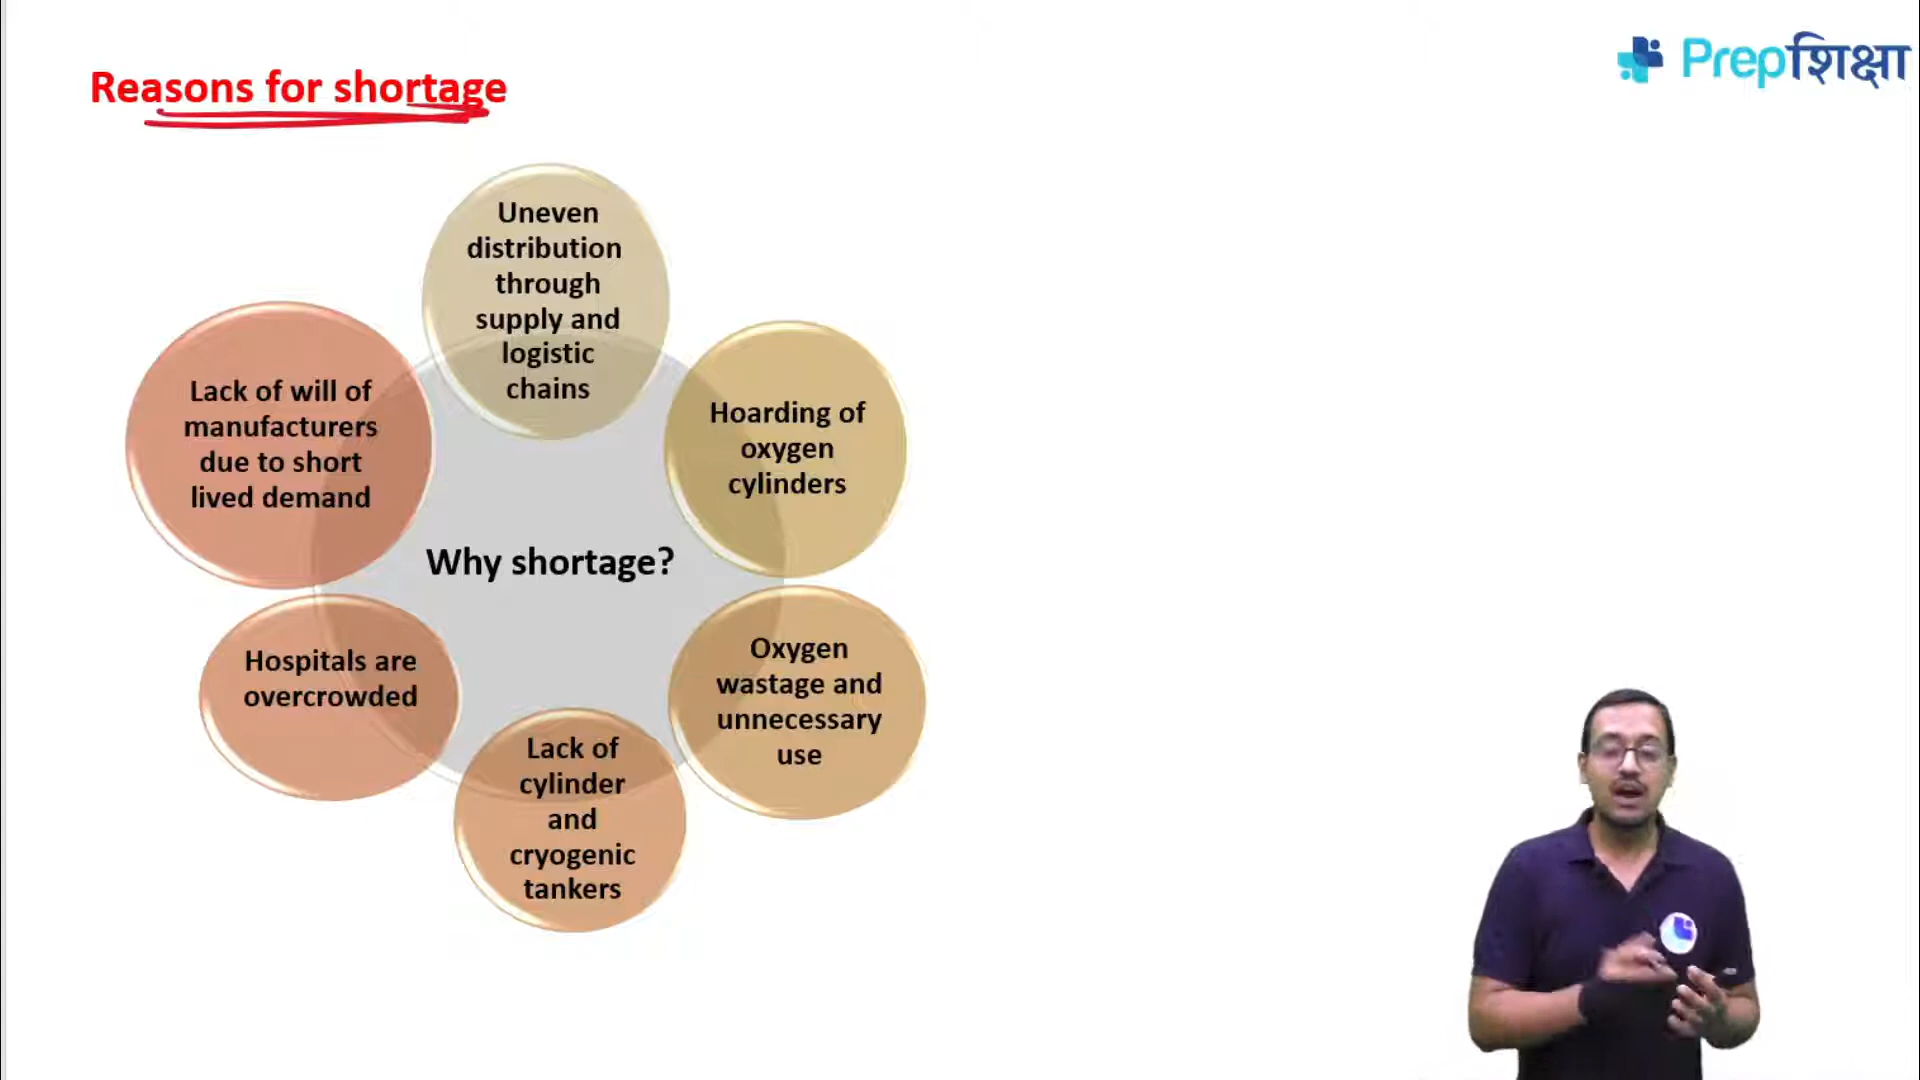 Reasons for shortage
Prepशिक्षा
Uneven
distribution
through
supply and
logistic
chains
Hoarding of
oxygen
cylinders
Oxygen
wastage and
unnecessary
use
Lack of
cylinder
and
cryogenic
tankers
Hospitals are
overcrowded
Lack of will of
manufacturers
due to short
lived demand
Why shortage?